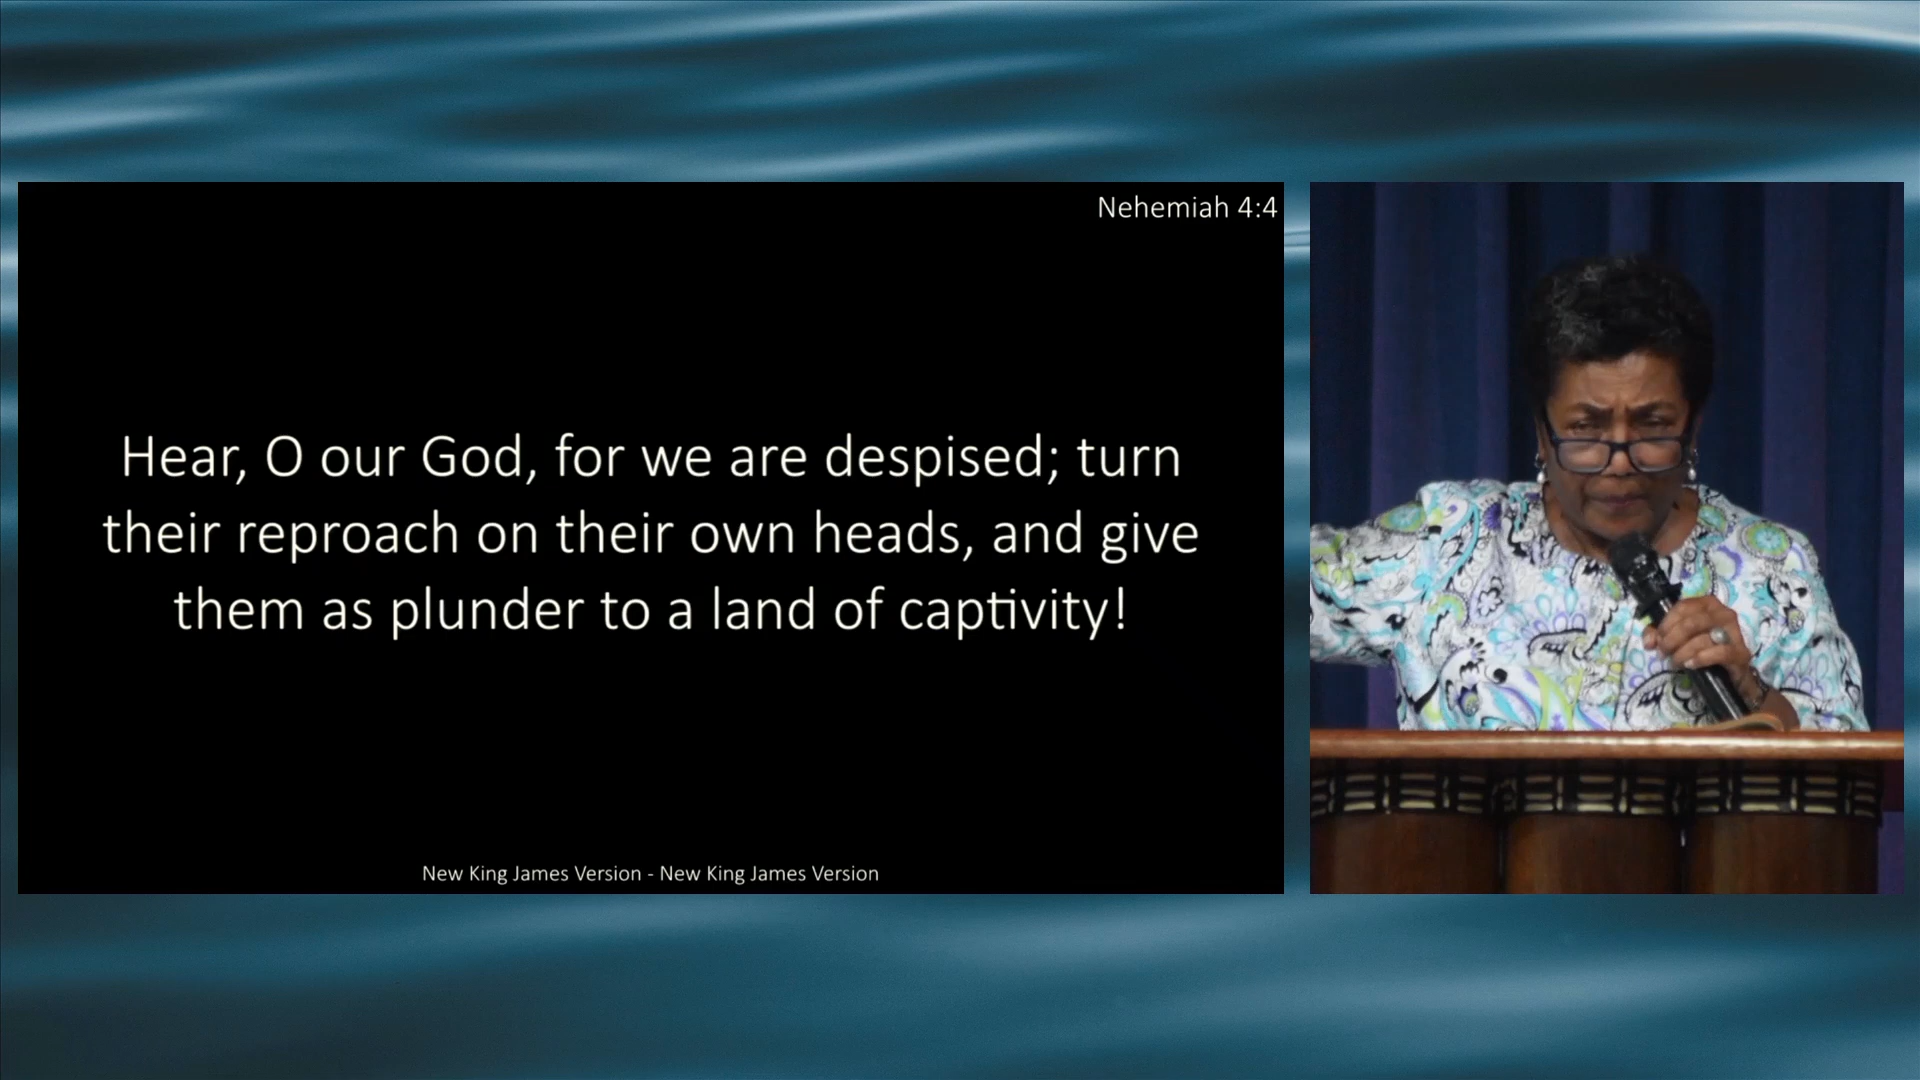 Nehemiah 4:4
Hear, O our God, for we are despised; turn
their reproach on their own heads, and give
them as plunder to a land of captivity!
New King James Version - New King James Version